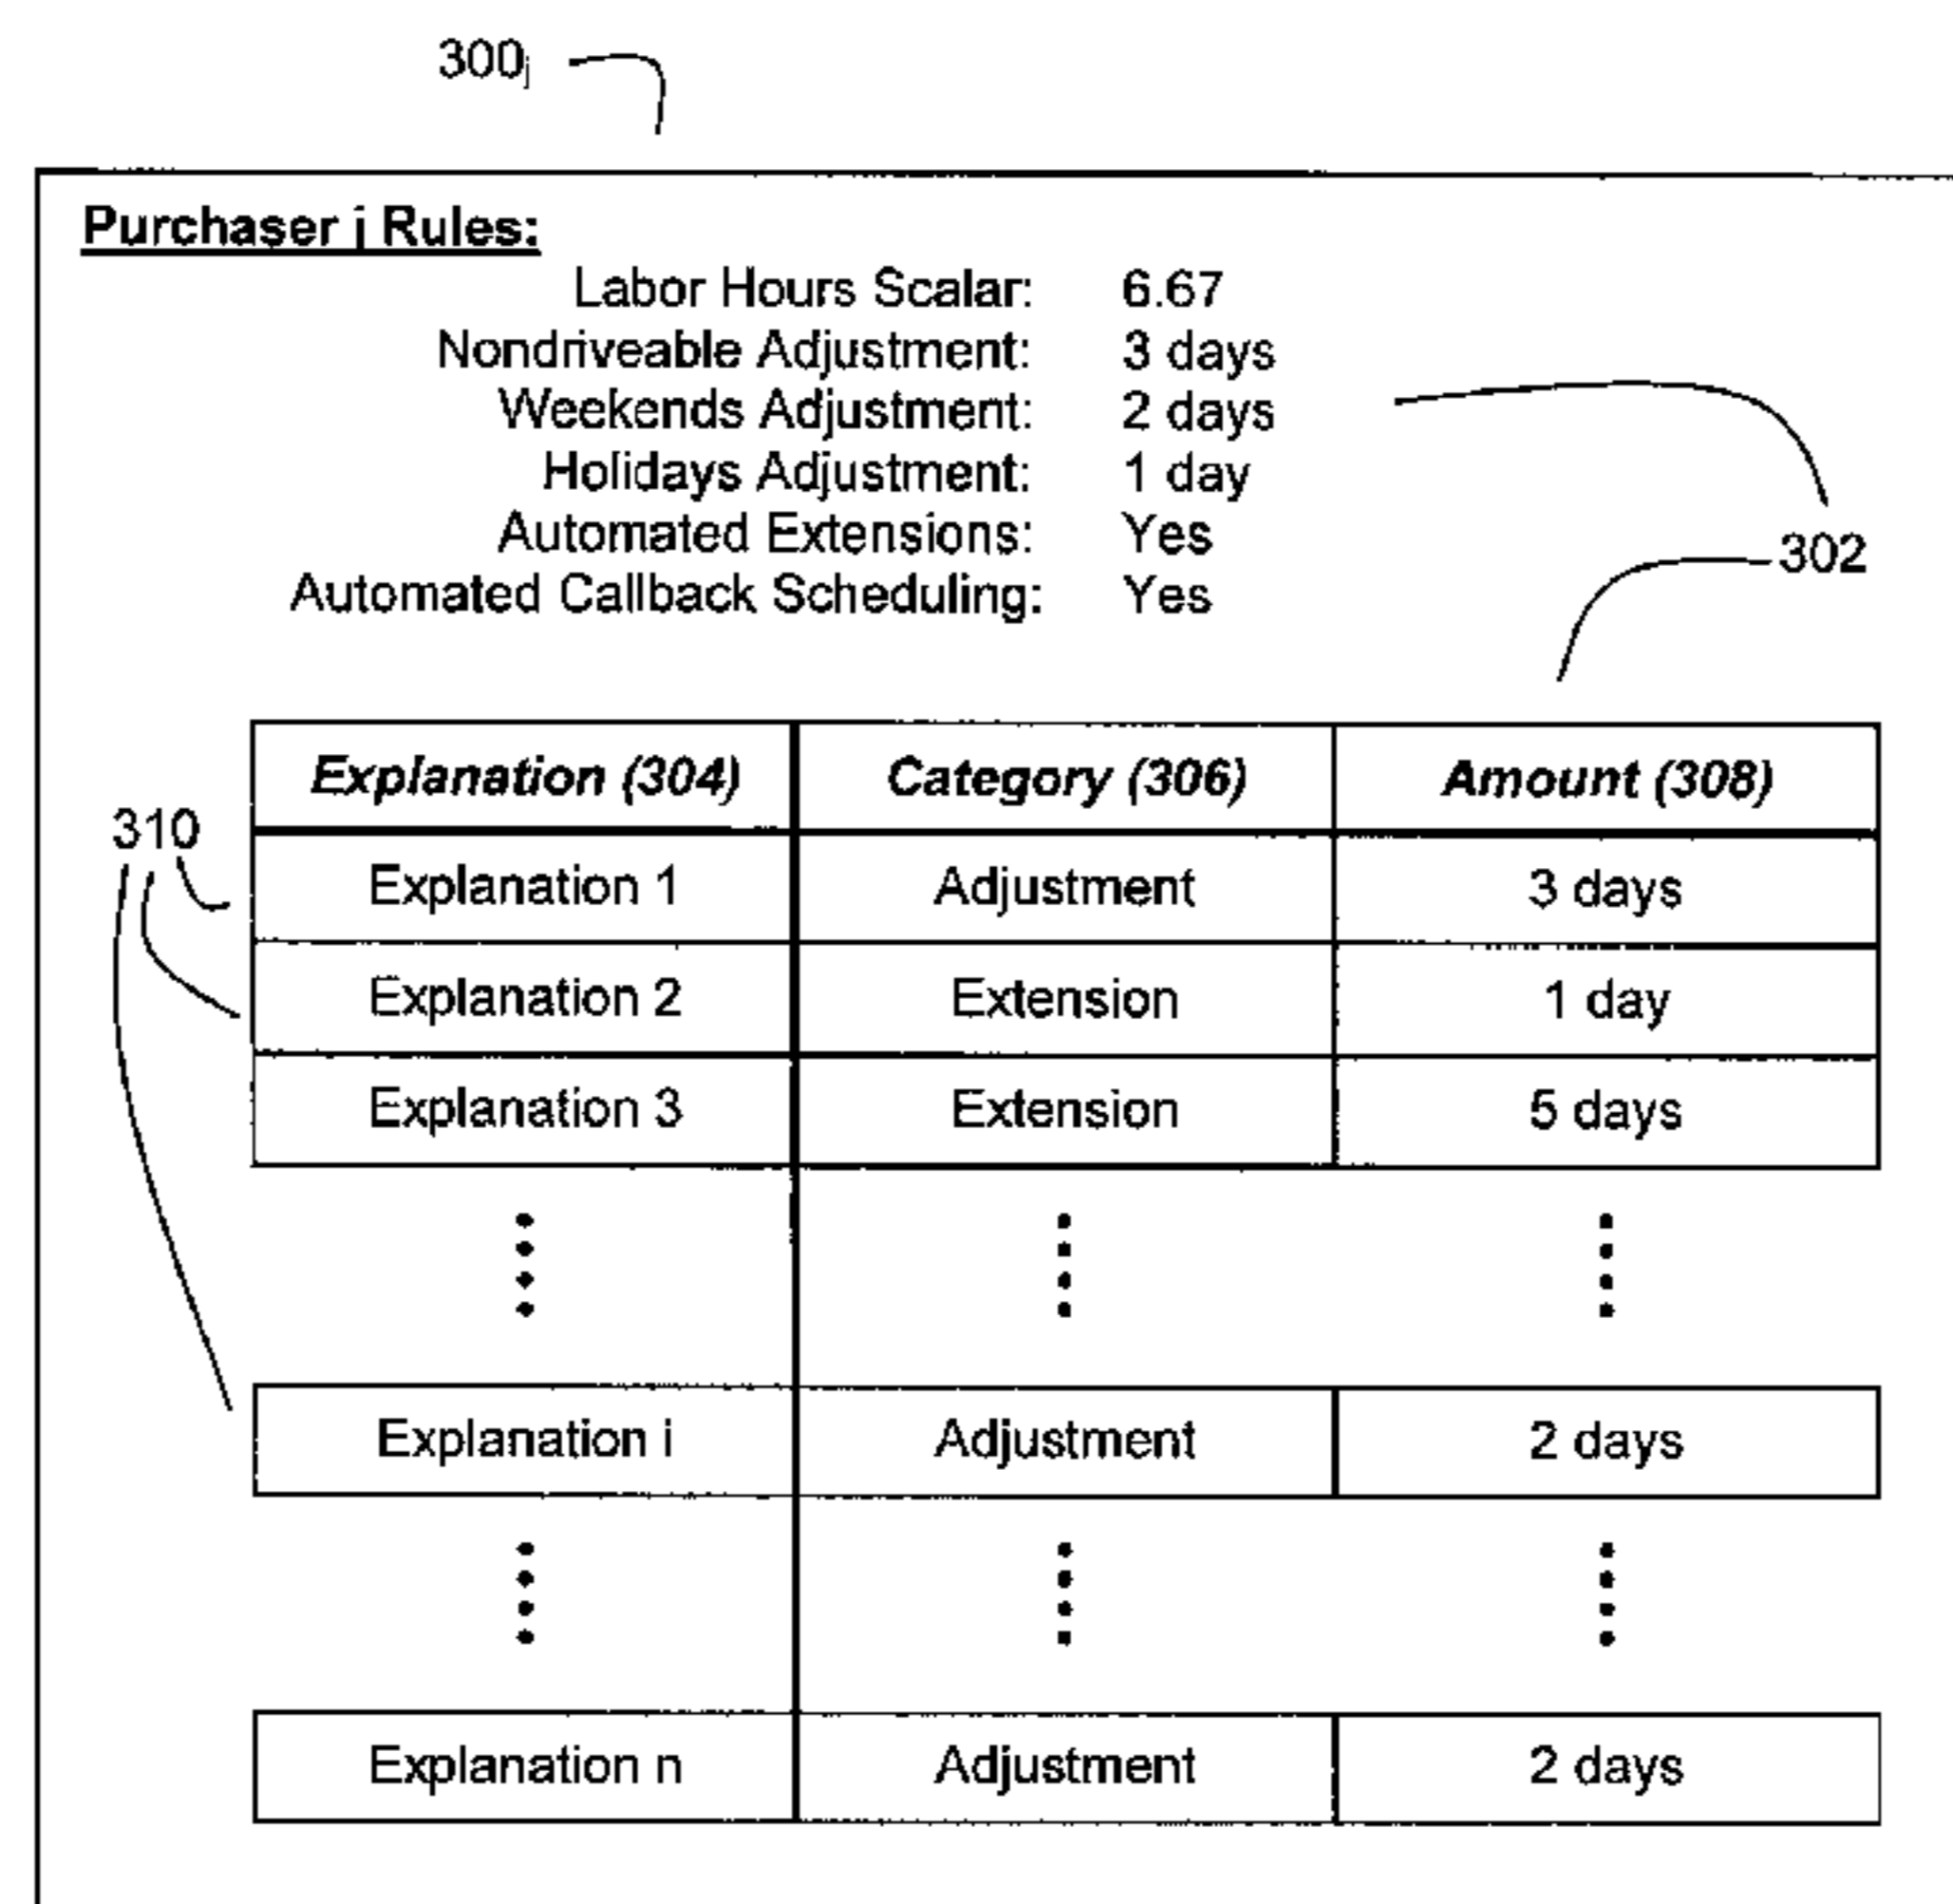 300j
Purchaser j Rules:
Labor Hours Scalar: 6.67
Nondriveable Adjustment: 3 days
Weekends Adjustment: 2 days
Holidays Adjustment: 1 day
Automated Extensions: Yes
302
Automated Callback Scheduling: Yes
Explanation (304) Category (306) Amount (308)
310
Explanation 1 Adjustment 3 days
Explanation 2 Extension 1 day
Explanation 3 Extension 5 days
Explanation i Adjustment 2 days
Explanation n Adjustment 2 days